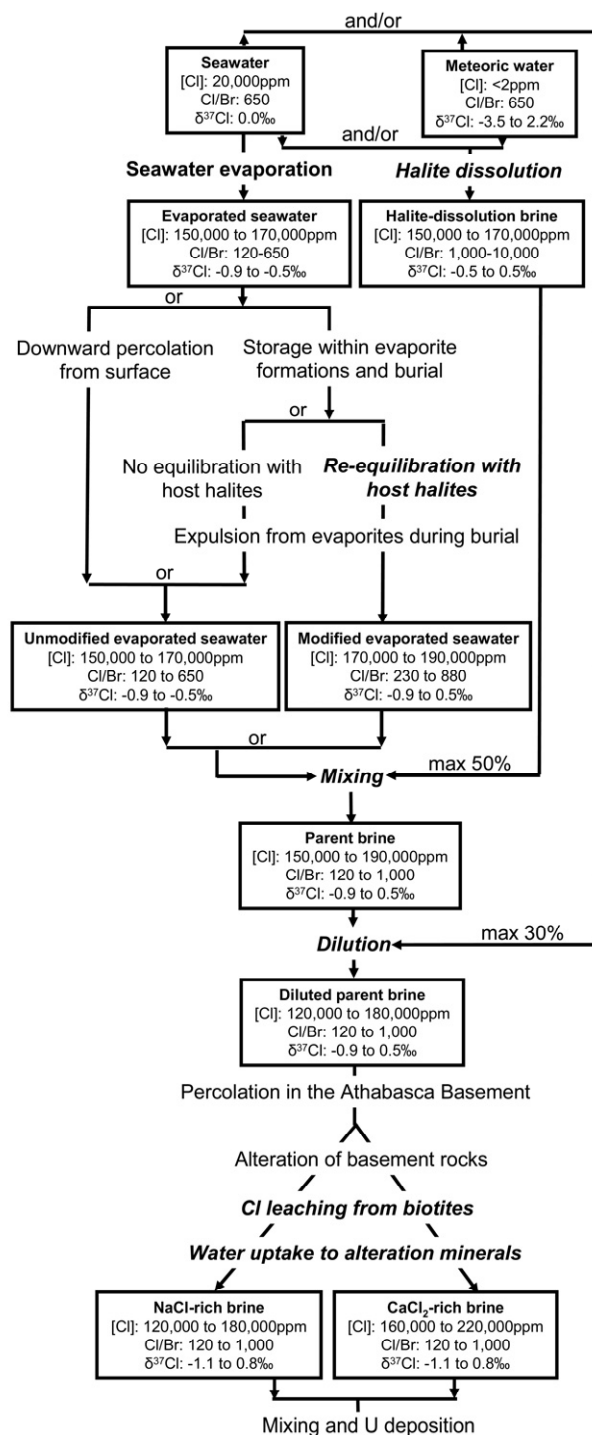 and/or
Seawater
[Cl]: 20,000ppm
Cl/Br: 650
δ³⁷Cl: 0.0‰
Meteoric water
[Cl]: <2ppm
Cl/Br: 650
δ³⁷Cl: -3.5 to 2.2‰
and/or
Seawater evaporation
Halite dissolution
Evaporated seawater
[Cl]: 150,000 to 170,000ppm
Cl/Br: 120-650
δ³⁷Cl: -0.9 to -0.5‰
Halite-dissolution brine
[Cl]: 150,000 to 170,000ppm
Cl/Br: 1,000-10,000
δ³⁷Cl: -0.5 to 0.5‰
or
Downward percolation
from surface
Storage within evaporite
formations and burial
or
No equilibration with
host halites
Re-equilibration with
host halites
Expulsion from evaporites during burial
or
Unmodified evaporated seawater
[Cl]: 150,000 to 170,000ppm
Cl/Br: 120 to 650
δ³⁷Cl: -0.9 to -0.5‰
Modified evaporated seawater
[Cl]: 170,000 to 190,000ppm
Cl/Br: 230 to 880
δ³⁷Cl: -0.9 to 0.5‰
or
Mixing
max 50%
Parent brine
[Cl]: 150,000 to 190,000ppm
Cl/Br: 120 to 1,000
δ³⁷Cl: -0.9 to 0.5‰
Dilution
max 30%
Diluted parent brine
[Cl]: 120,000 to 180,000ppm
Cl/Br: 120 to 1,000
δ³⁷Cl: -0.9 to 0.5‰
Percolation in the Athabasca Basement
Alteration of basement rocks
Cl leaching from biotites
Water uptake to alteration minerals
NaCl-rich brine
[Cl]: 120,000 to 180,000ppm
Cl/Br: 120 to 1,000
δ³⁷Cl: -1.1 to 0.8‰
CaCl₂-rich brine
[Cl]: 160,000 to 220,000ppm
Cl/Br: 120 to 1,000
δ³⁷Cl: -1.1 to 0.8‰
Mixing and U deposition